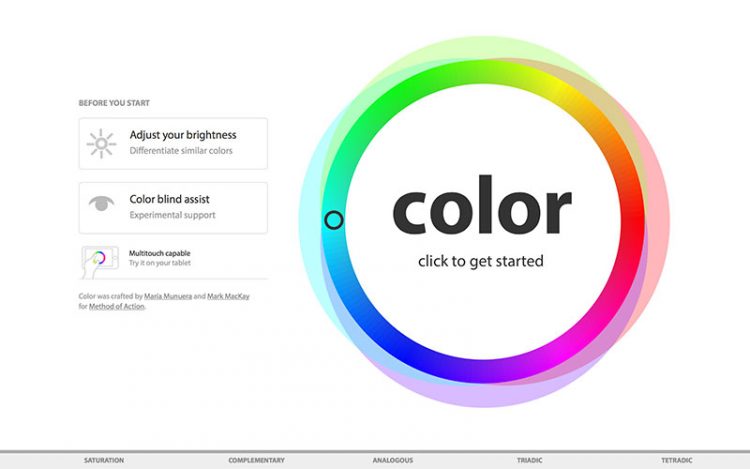 BEFORE YOU START
Adjust your brightness
Differentiate similar colors
Color blind assist
Experimental support
Multitouch capable
Try it on your tablet
Color was crafted by Maria Munuera and Mark MacKay
for Method of Action.
color
click to get started
SATURATION COMPLEMENTARY ANALOGOUS TRIADIC TETRADIC